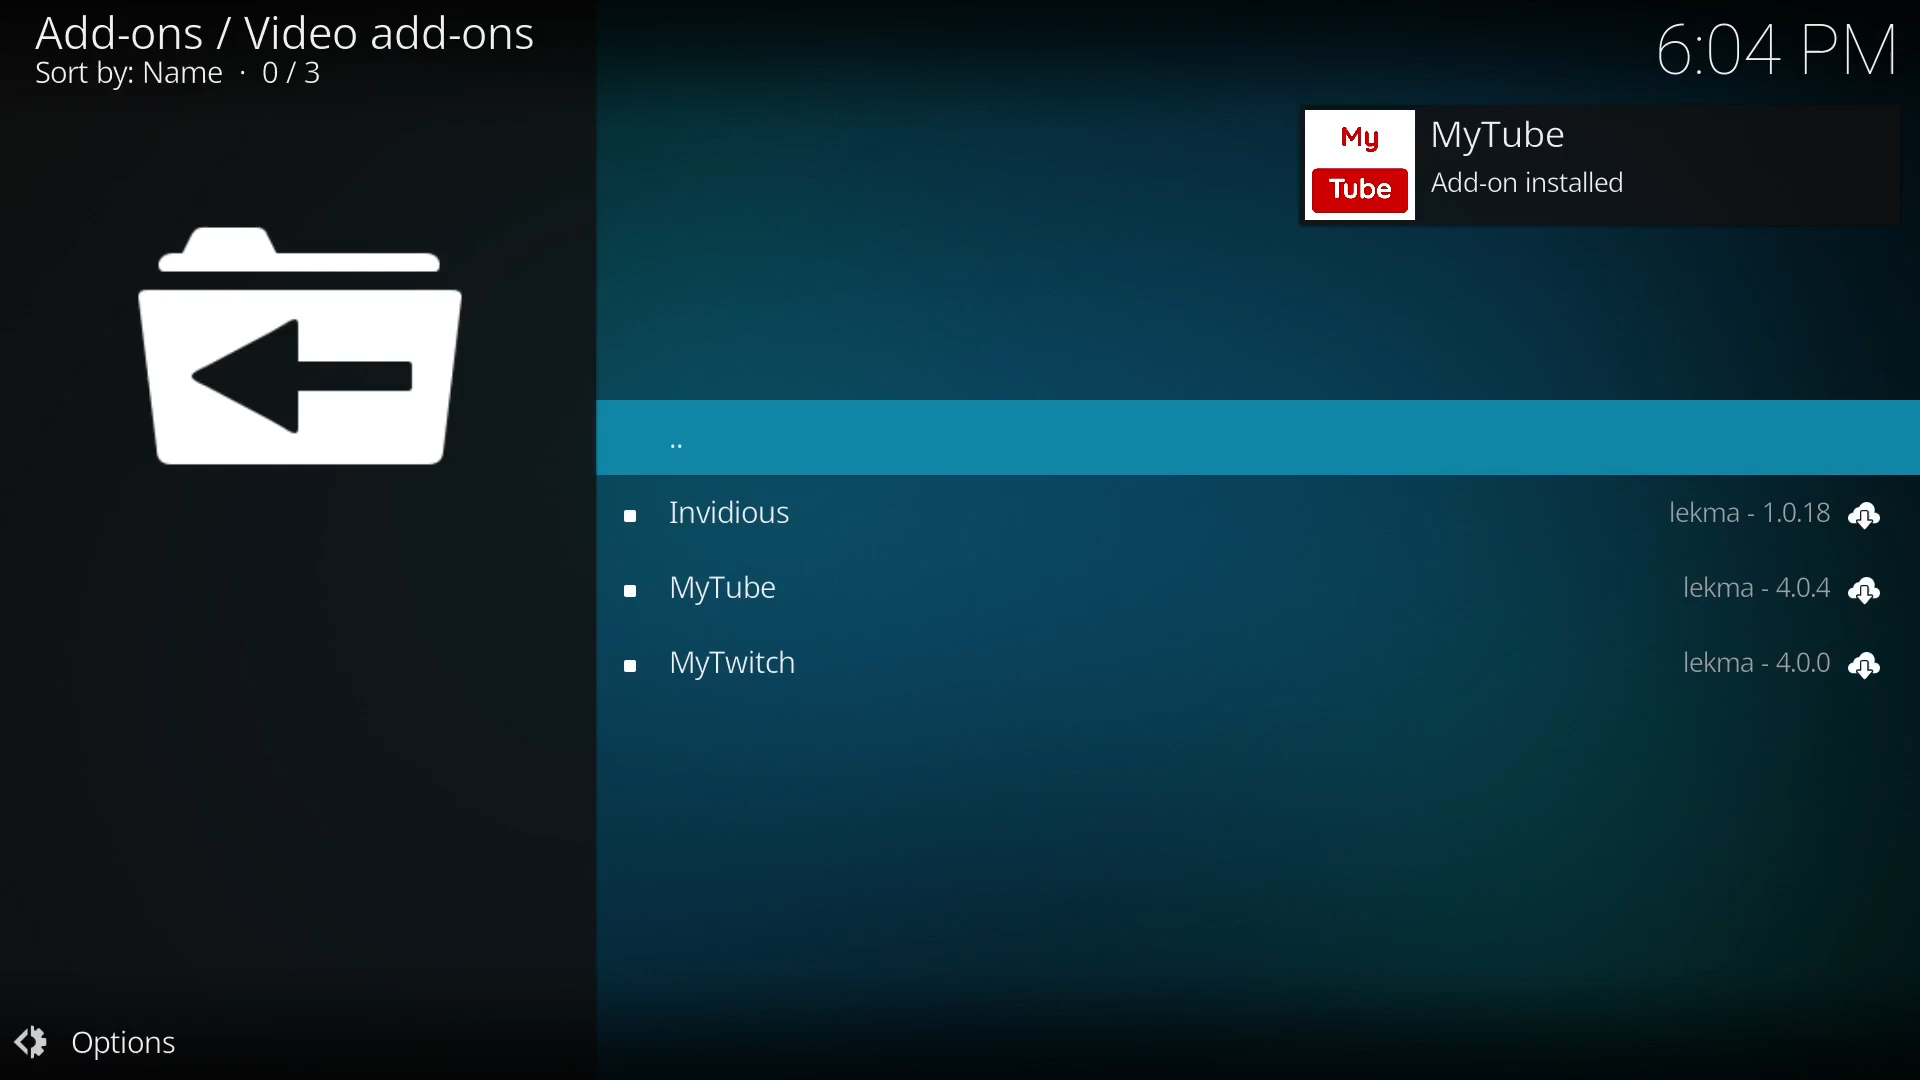 Add-ons / Video add-ons
Sort by: Name · 0 / 3
6:04 PM
My
Tube
MyTube
Add-on installed
..
Invidious
lekma - 1.0.18
MyTube
lekma - 4.0.4
MyTwitch
lekma - 4.0.0
Options